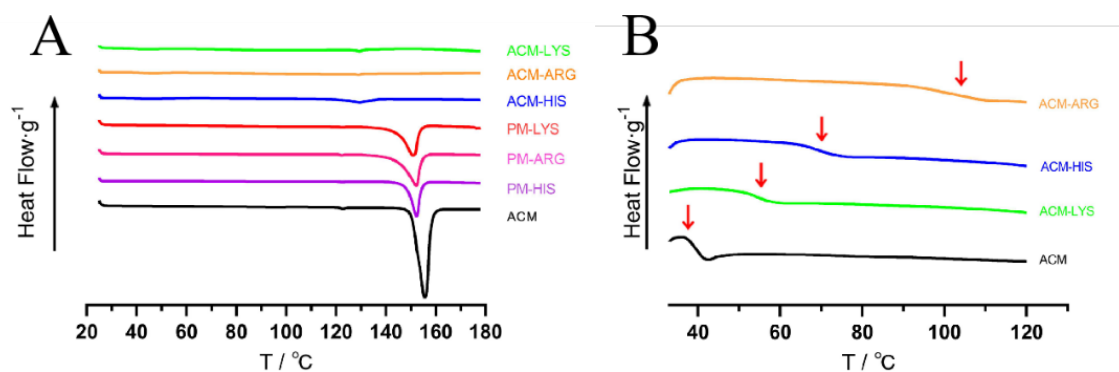 A
Heat Flow·g⁻¹
ACM-LYS
ACM-ARG
ACM-HIS
PM-LYS
PM-ARG
PM-HIS
ACM
20 40 60 80 100 120 140 160 180
T / °C
B
Heat Flow·g⁻¹
ACM-ARG
ACM-HIS
ACM-LYS
ACM
40 60 80 100 120
T / °C